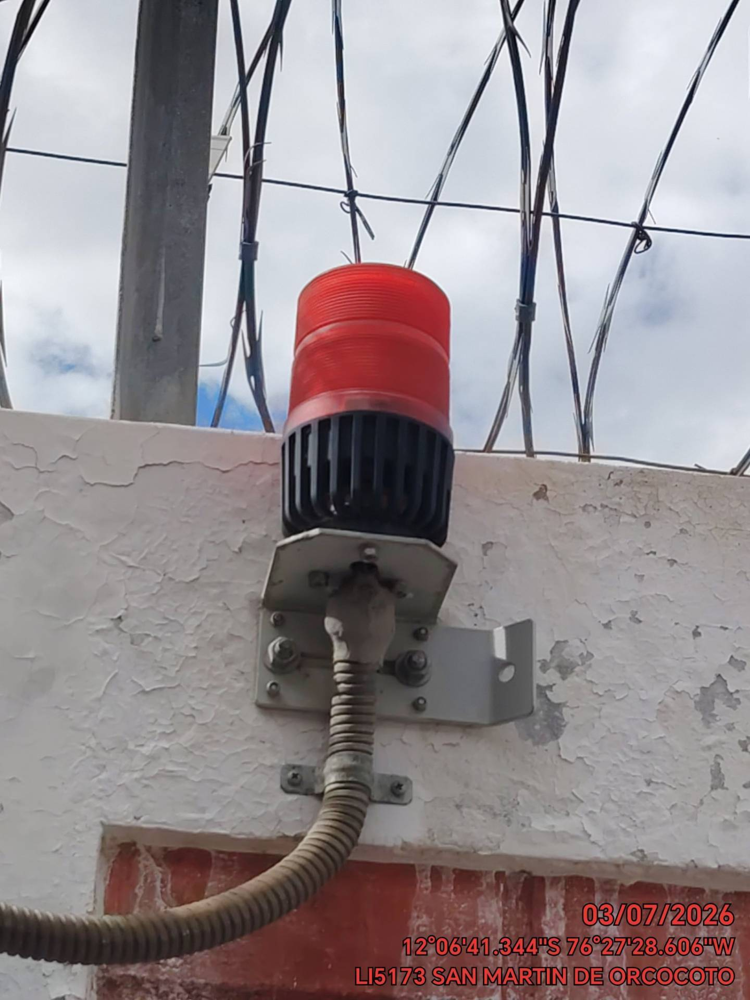 03/07/2026
12°06'41.344"S 76°27'28.606"W
LI5173 SAN MARTIN DE ORCOCOTO